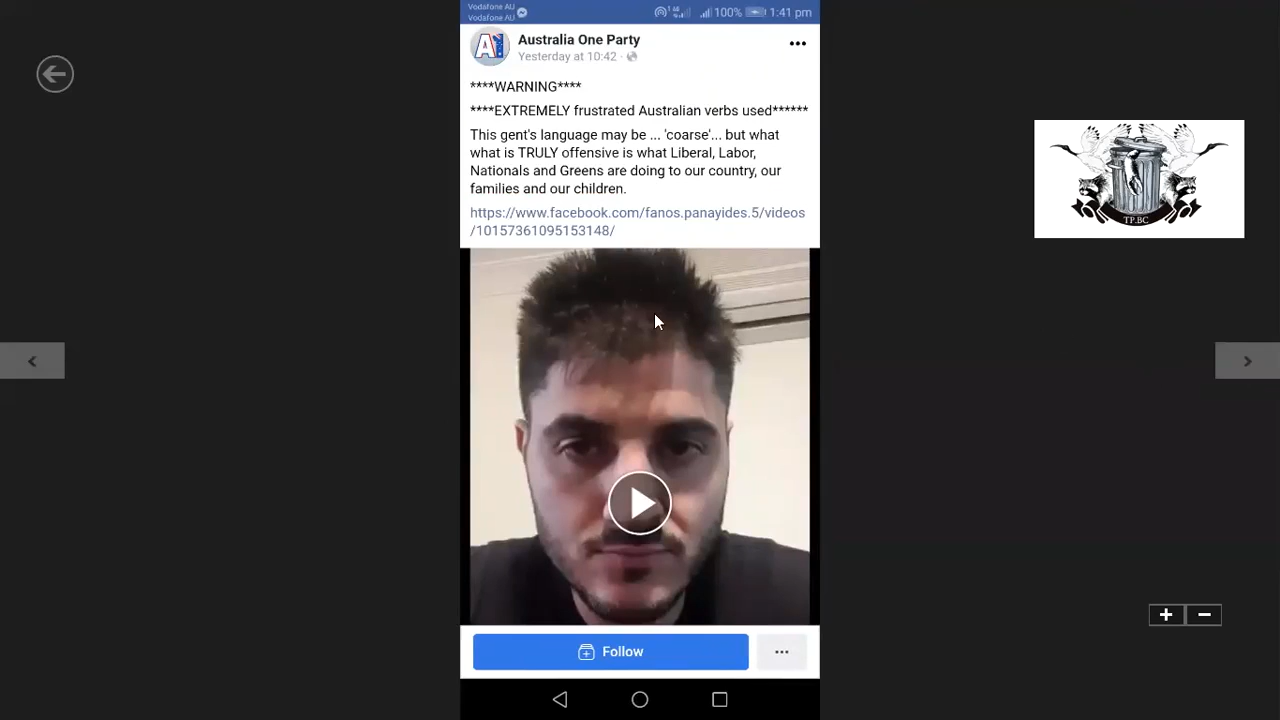 Vodafone AU
Vodafone AU
100% 1:41 pm
A1
Australia One Party
Yesterday at 10:42 ·
****WARNING****
****EXTREMELY frustrated Australian verbs used******
This gent's language may be ... 'coarse'... but what
what is TRULY offensive is what Liberal, Labor,
Nationals and Greens are doing to our country, our
families and our children.
https://www.facebook.com/fanos.panayides.5/videos
/10157361095153148/
TP.BC
Follow